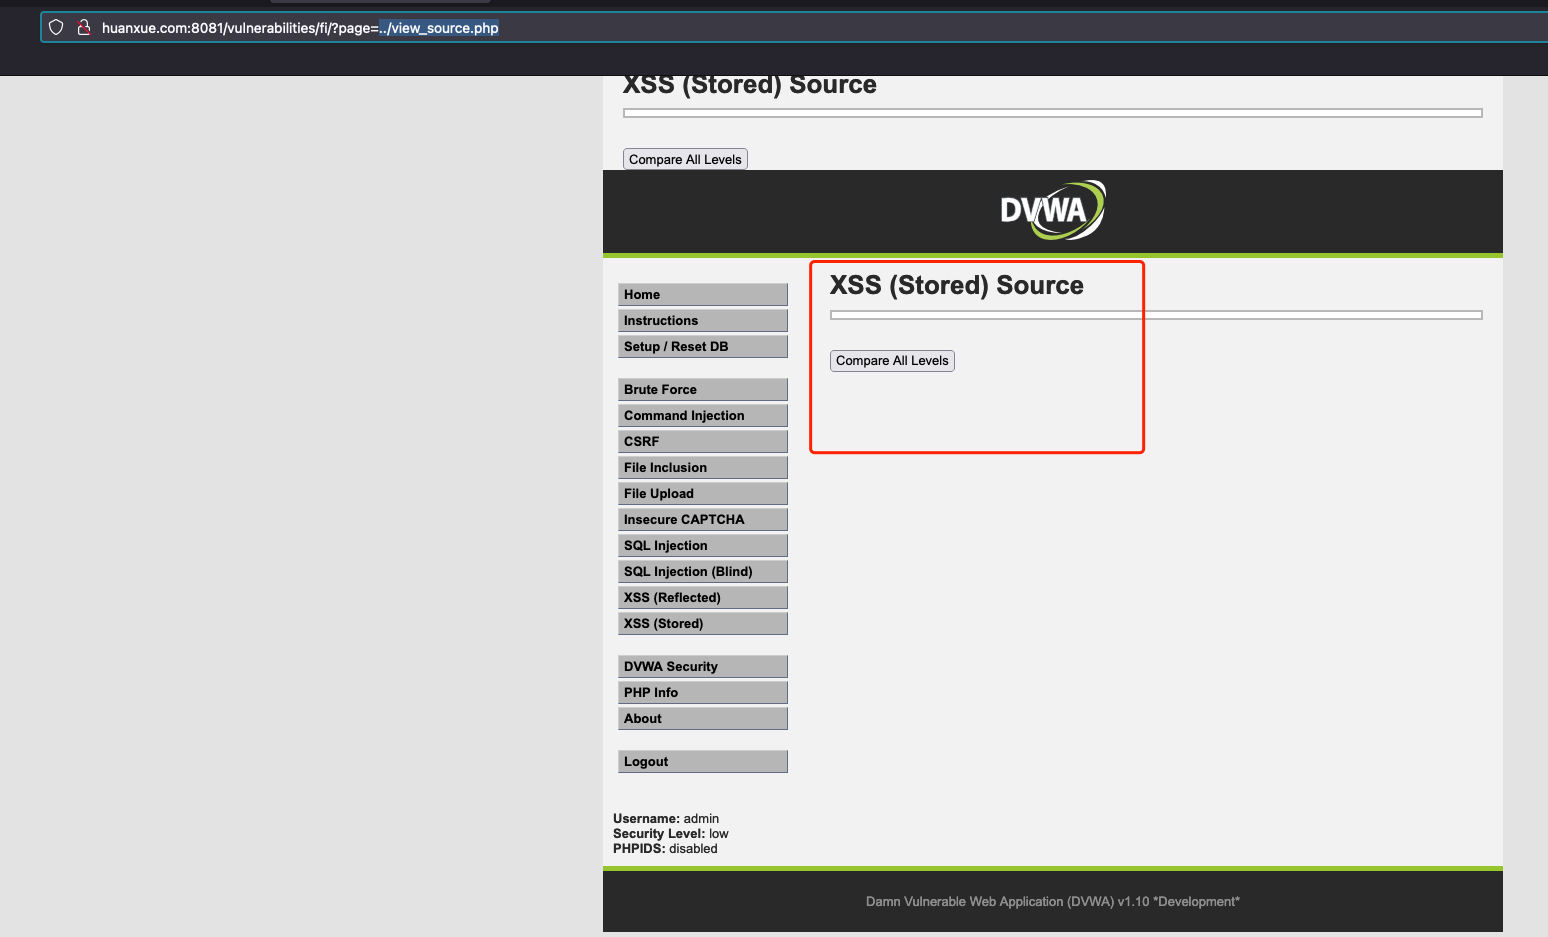 huanxue.com:8081/vulnerabilities/fi/?page=../view_source.php
XSS (Stored) Source
Compare All Levels
DVWA
XSS (Stored) Source
Compare All Levels
Home
Instructions
Setup / Reset DB
Brute Force
Command Injection
CSRF
File Inclusion
File Upload
Insecure CAPTCHA
SQL Injection
SQL Injection (Blind)
XSS (Reflected)
XSS (Stored)
DVWA Security
PHP Info
About
Logout
Username: admin
Security Level: low
PHPIDS: disabled
Damn Vulnerable Web Application (DVWA) v1.10 *Development*